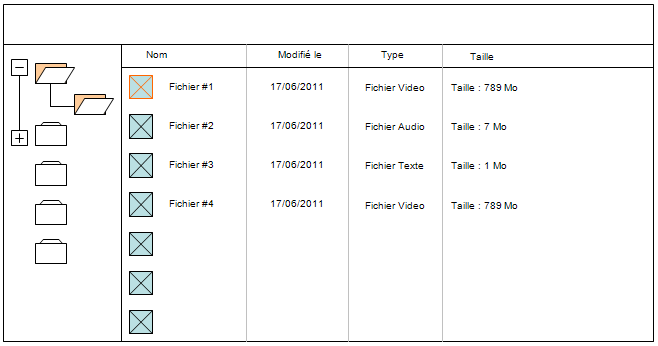 Nom Modifié le Type Taille
Fichier #1 17/06/2011 Fichier Video Taille : 789 Mo
Fichier #2 17/06/2011 Fichier Audio Taille : 7 Mo
Fichier #3 17/06/2011 Fichier Texte Taille : 1 Mo
Fichier #4 17/06/2011 Fichier Video Taille : 789 Mo